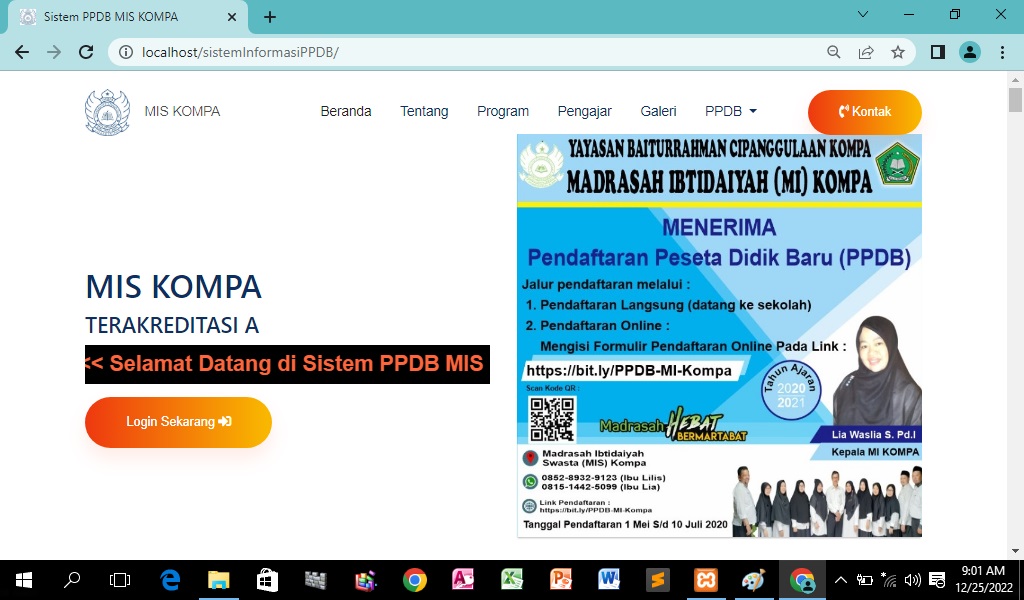 Sistem PPDB MIS KOMPA
localhost/sistemInformasiPPDB/
MIS KOMPA
Beranda Tentang Program Pengajar Galeri PPDB
Kontak
MIS KOMPA
TERAKREDITASI A
<< Selamat Datang di Sistem PPDB MIS
Login Sekarang
YAYASAN BAITURRAHMAN CIPANGGULAAN KOMPA
MADRASAH IBTIDAIYAH (MI) KOMPA
MENERIMA
Pendaftaran Peseta Didik Baru (PPDB)
Jalur pendaftaran melalui :
1. Pendaftaran Langsung (datang ke sekolah)
2. Pendaftaran Online :
Mengisi Formulir Pendaftaran Online Pada Link :
https://bit.ly/PPDB-MI-Kompa
Scan Kode QR :
Tahun Ajaran
2020
2021
Madrasah HEBAT
BERMARTABAT
Lia Waslia S. Pd.I
Kepala MI KOMPA
Madrasah Ibtidaiyah
Swasta (MIS) Kompa
0852-8932-9123 (Ibu Lilis)
0815-1442-5099 (Ibu Lia)
Link Pendaftaran :
https://bit.ly/PPDB-MI-Kompa
Tanggal Pendaftaran 1 Mei S/d 10 Juli 2020
9:01 AM
12/25/2022